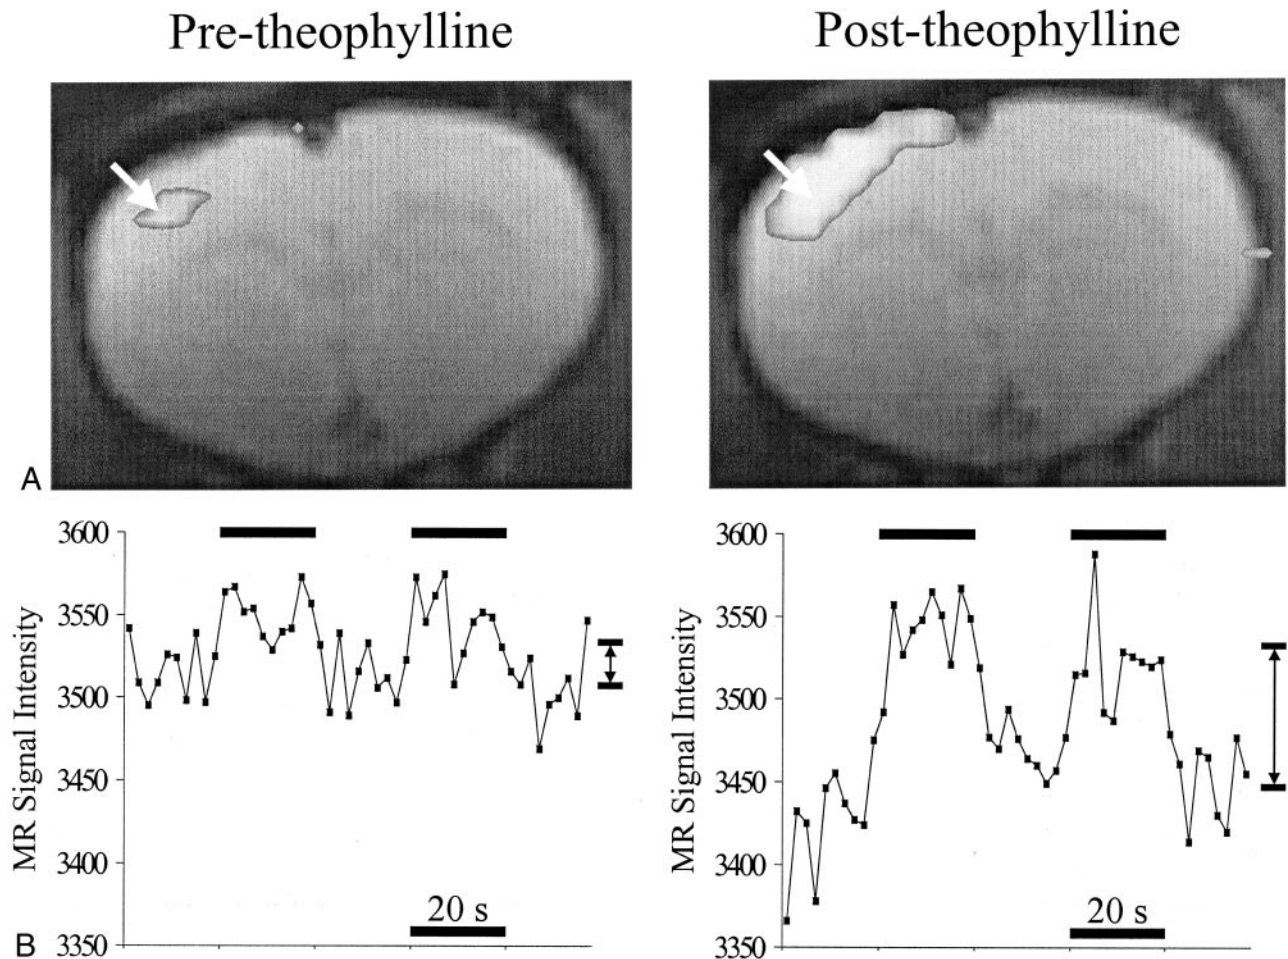 Pre-theophylline
Post-theophylline
A
MR Signal Intensity
3600
3550
3500
3450
3400
3350
20 s
B
MR Signal Intensity
3600
3550
3500
3450
3400
3350
20 s